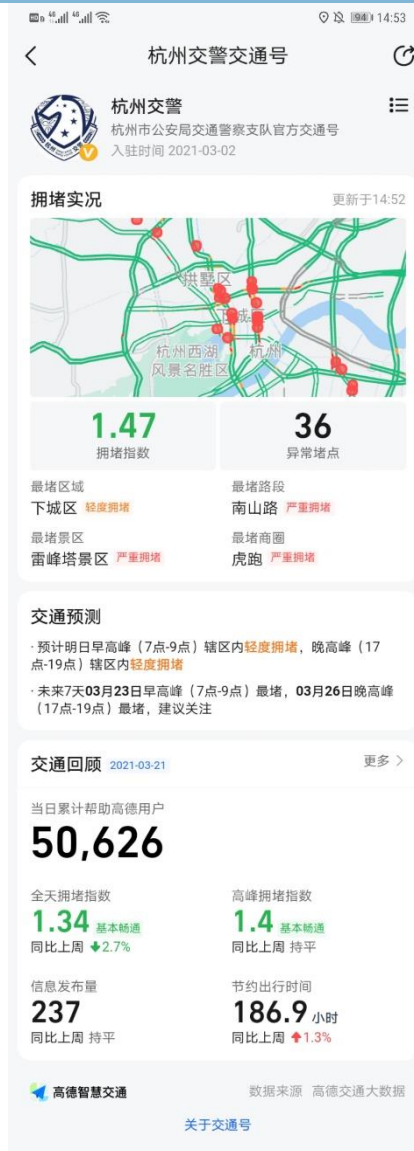 HD 4G 4G 94 14:53
杭州交警交通号
杭州交警
杭州市公安局交通警察支队官方交通号
入驻时间 2021-03-02
拥堵实况 更新于14:52
拱墅区
下城区
杭州西湖
风景名胜区
杭州
1.47 36
拥堵指数 异常堵点
最堵区域 最堵路段
下城区 轻度拥堵 南山路 严重拥堵
最堵景区 最堵商圈
雷峰塔景区 严重拥堵 虎跑 严重拥堵
交通预测
·预计明日早高峰（7点-9点）辖区内轻度拥堵，晚高峰（17
点-19点）辖区内轻度拥堵
·未来7天03月23日早高峰（7点-9点）最堵，03月26日晚高峰
（17点-19点）最堵，建议关注
交通回顾 2021-03-21 更多
当日累计帮助高德用户
50,626
全天拥堵指数 高峰拥堵指数
1.34 基本畅通 1.4 基本畅通
同比上周 2.7% 同比上周 持平
信息发布量 节约出行时间
237 186.9 小时
同比上周 持平 同比上周 1.3%
高德智慧交通 数据来源 高德交通大数据
关于交通号